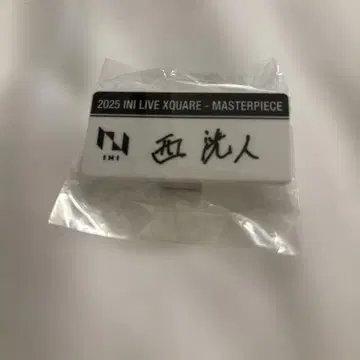 2025 INI LIVE XQUARE - MASTERPIECE
INI
西 洸人